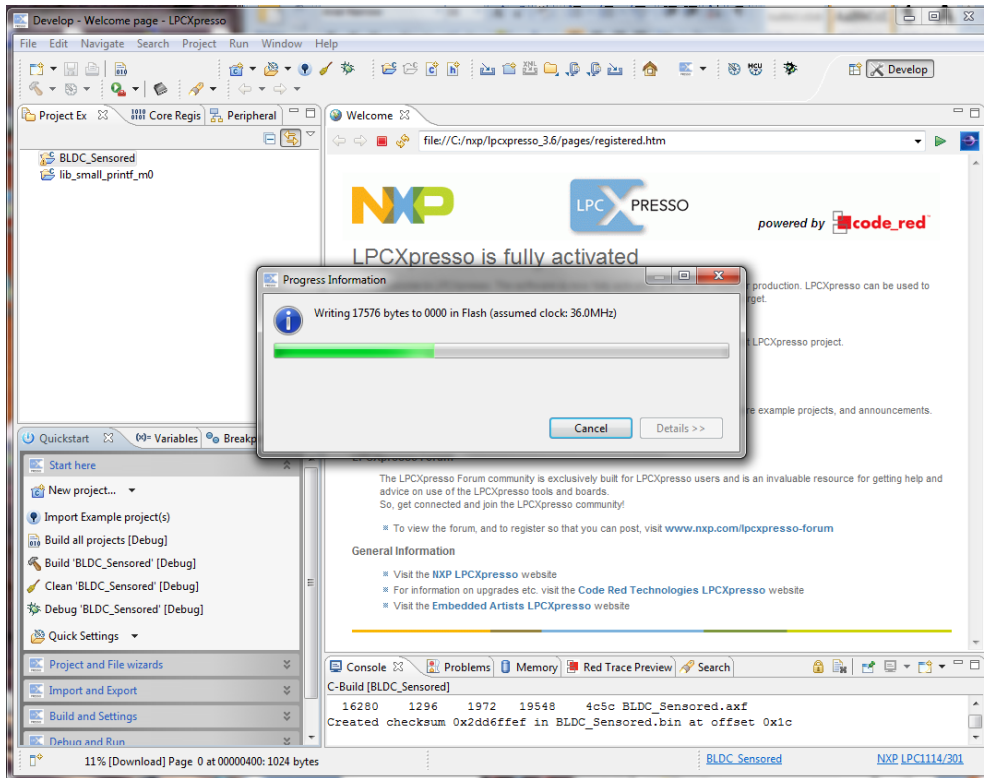 Develop - Welcome page - LPCXpresso
File Edit Navigate Search Project Run Window Help
Develop
Project Ex Core Regis Peripheral
Welcome
file://C:/nxp/lpcxpresso_3.6/pages/registered.htm
BLDC_Sensored
lib_small_printf_m0
NXP
LPC PRESSO
powered by code_red
LPCXpresso is fully activated
production. LPCXpresso can be used to
LPCXpresso project.
example projects, and announcements.
Progress Information
Writing 17576 bytes to 0000 in Flash (assumed clock: 36.0MHz)
Cancel
Details >>
Quickstart (x)= Variables Breakp
Start here
New project...
Import Example project(s)
Build all projects [Debug]
Build 'BLDC_Sensored' [Debug]
Clean 'BLDC_Sensored' [Debug]
Debug 'BLDC_Sensored' [Debug]
Quick Settings
Project and File wizards
Import and Export
Build and Settings
Debug and Run
The LPCXpresso Forum community is exclusively built for LPCXpresso users and is an invaluable resource for getting help and
advice on use of the LPCXpresso tools and boards.
So, get connected and join the LPCXpresso community!
To view the forum, and to register so that you can post, visit www.nxp.com/lpcxpresso-forum
General Information
Visit the NXP LPCXpresso website
For information on upgrades etc. visit the Code Red Technologies LPCXpresso website
Visit the Embedded Artists LPCXpresso website
Console Problems Memory Red Trace Preview Search
C-Build [BLDC_Sensored]
16280 1296 1972 19548 4c5c BLDC_Sensored.axf
Created checksum 0x2dd6ffef in BLDC_Sensored.bin at offset 0x1c
11% [Download] Page 0 at 00000400: 1024 bytes
BLDC_Sensored
NXP LPC1114/301